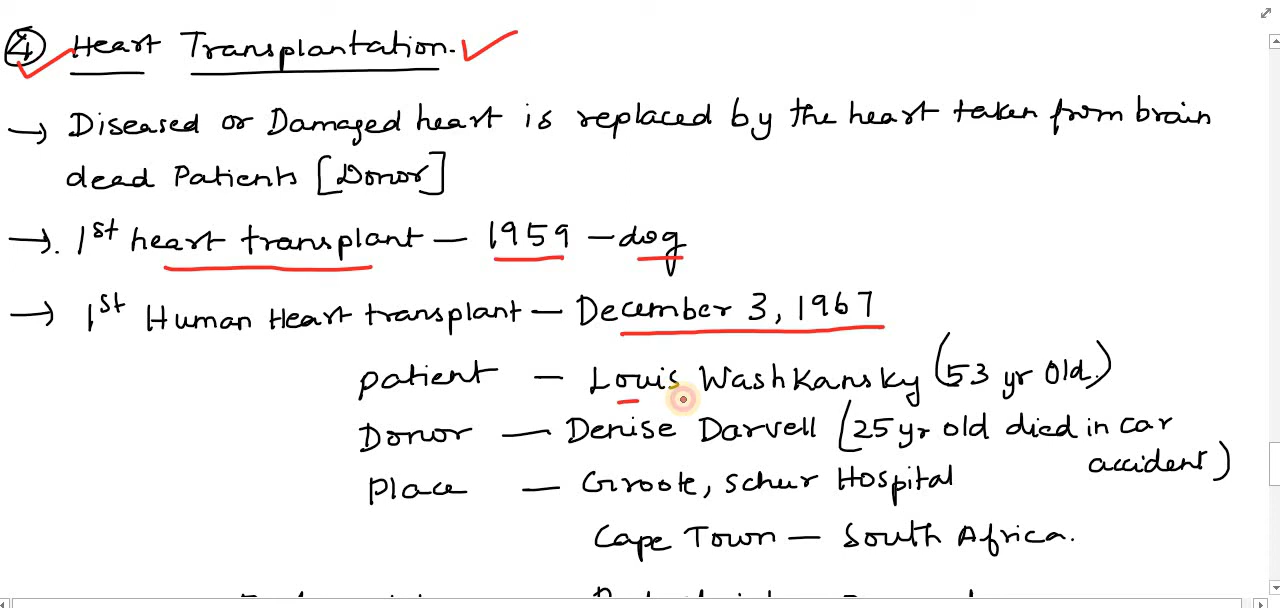 ④ Heart Transplantation.
→ Diseased or Damaged heart is replaced by the heart taken from brain
dead Patients [Donor]
→. 1st heart transplant — 1959 — dog
→ 1st Human Heart transplant — December 3, 1967
patient — Louis Washkansky (53 yr old.)
Donor — Denise Darvell (25 yr old died in car
accident)
Place — Groote, Schur Hospital
Cape Town — South Africa.